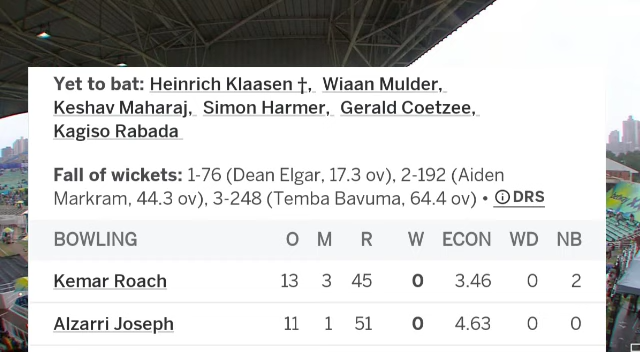 Yet to bat: Heinrich Klaasen †, Wiaan Mulder,
Keshav Maharaj, Simon Harmer, Gerald Coetzee,
Kagiso Rabada
Fall of wickets: 1-76 (Dean Elgar, 17.3 ov), 2-192 (Aiden
Markram, 44.3 ov), 3-248 (Temba Bavuma, 64.4 ov) • ⓘ DRS
BOWLING O M R W ECON WD NB
Kemar Roach 13 3 45 0 3.46 0 2
Alzarri Joseph 11 1 51 0 4.63 0 0